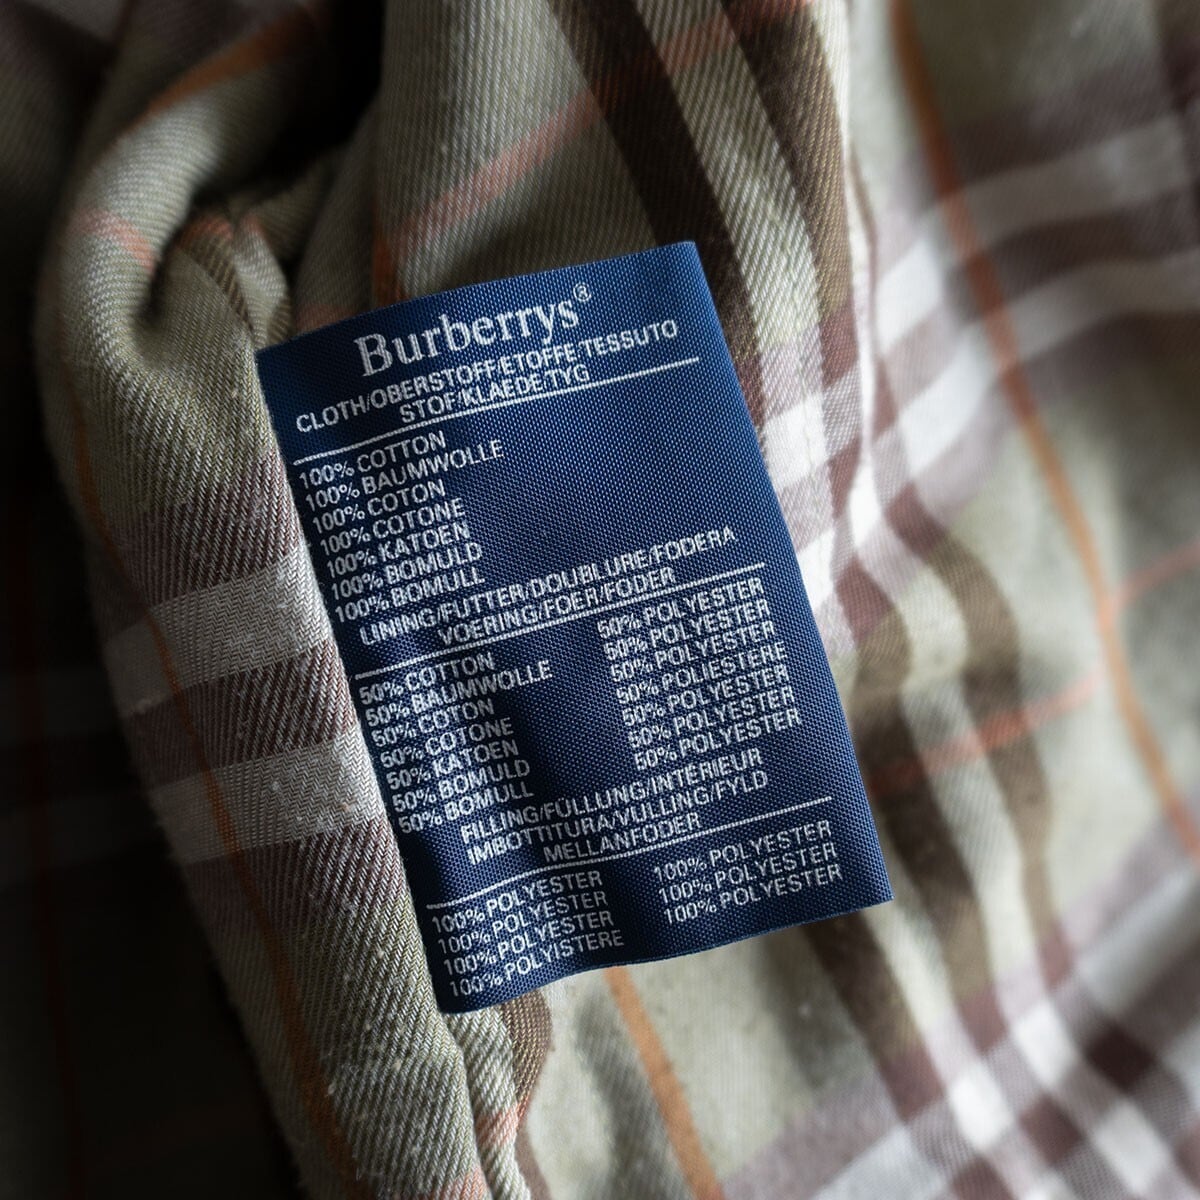 Burberrys®
CLOTH/OBERSTOFF/ETOFFE/TESSUTO
STOF/KLAEDE/TYG
100% COTTON
100% BAUMWOLLE
100% COTON
100% COTONE
100% KATOEN
100% BOMULD
100% BOMULL
LINING/FUTTER/DOUBLURE/FODERA
VOERING/FOER/FODER
50% COTTON 50% POLYESTER
50% BAUMWOLLE 50% POLYESTER
50% COTON 50% POLYESTER
50% COTONE 50% POLIESTERE
50% KATOEN 50% POLYESTER
50% BOMULD 50% POLYESTER
50% BOMULL 50% POLYESTER
FILLING/FÜLLUNG/INTERIEUR
IMBOTTITURA/VULLING/FYLD
MELLANFODER
100% POLYESTER 100% POLYESTER
100% POLYESTER 100% POLYESTER
100% POLYESTER 100% POLYESTER
100% POLYISTERE